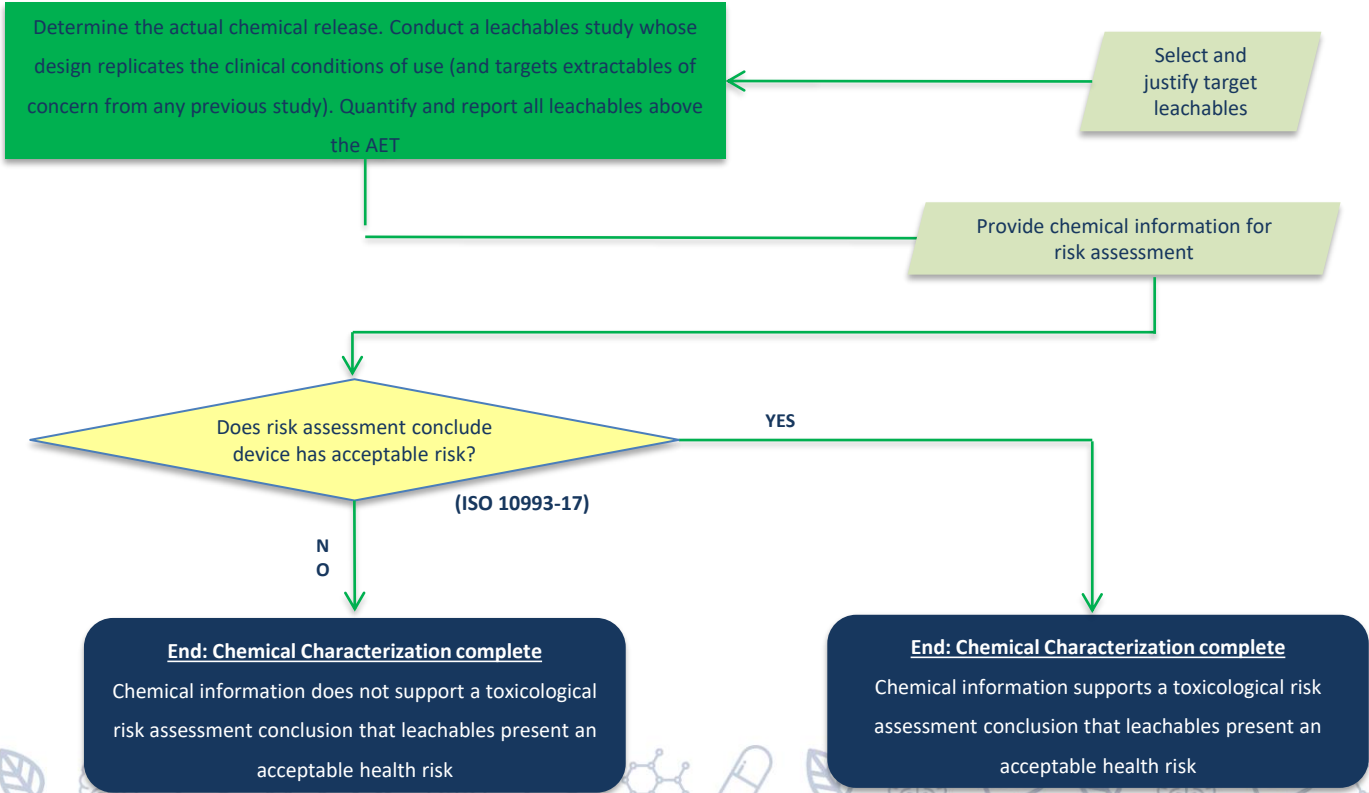 Determine the actual chemical release. Conduct a leachables study whose
design replicates the clinical conditions of use (and targets extractables of
concern from any previous study). Quantify and report all leachables above
the AET
Select and
justify target
leachables
Provide chemical information for
risk assessment
Does risk assessment conclude
device has acceptable risk?
YES
(ISO 10993-17)
N
O
End: Chemical Characterization complete
Chemical information does not support a toxicological
risk assessment conclusion that leachables present an
acceptable health risk
End: Chemical Characterization complete
Chemical information supports a toxicological risk
assessment conclusion that leachables present an
acceptable health risk